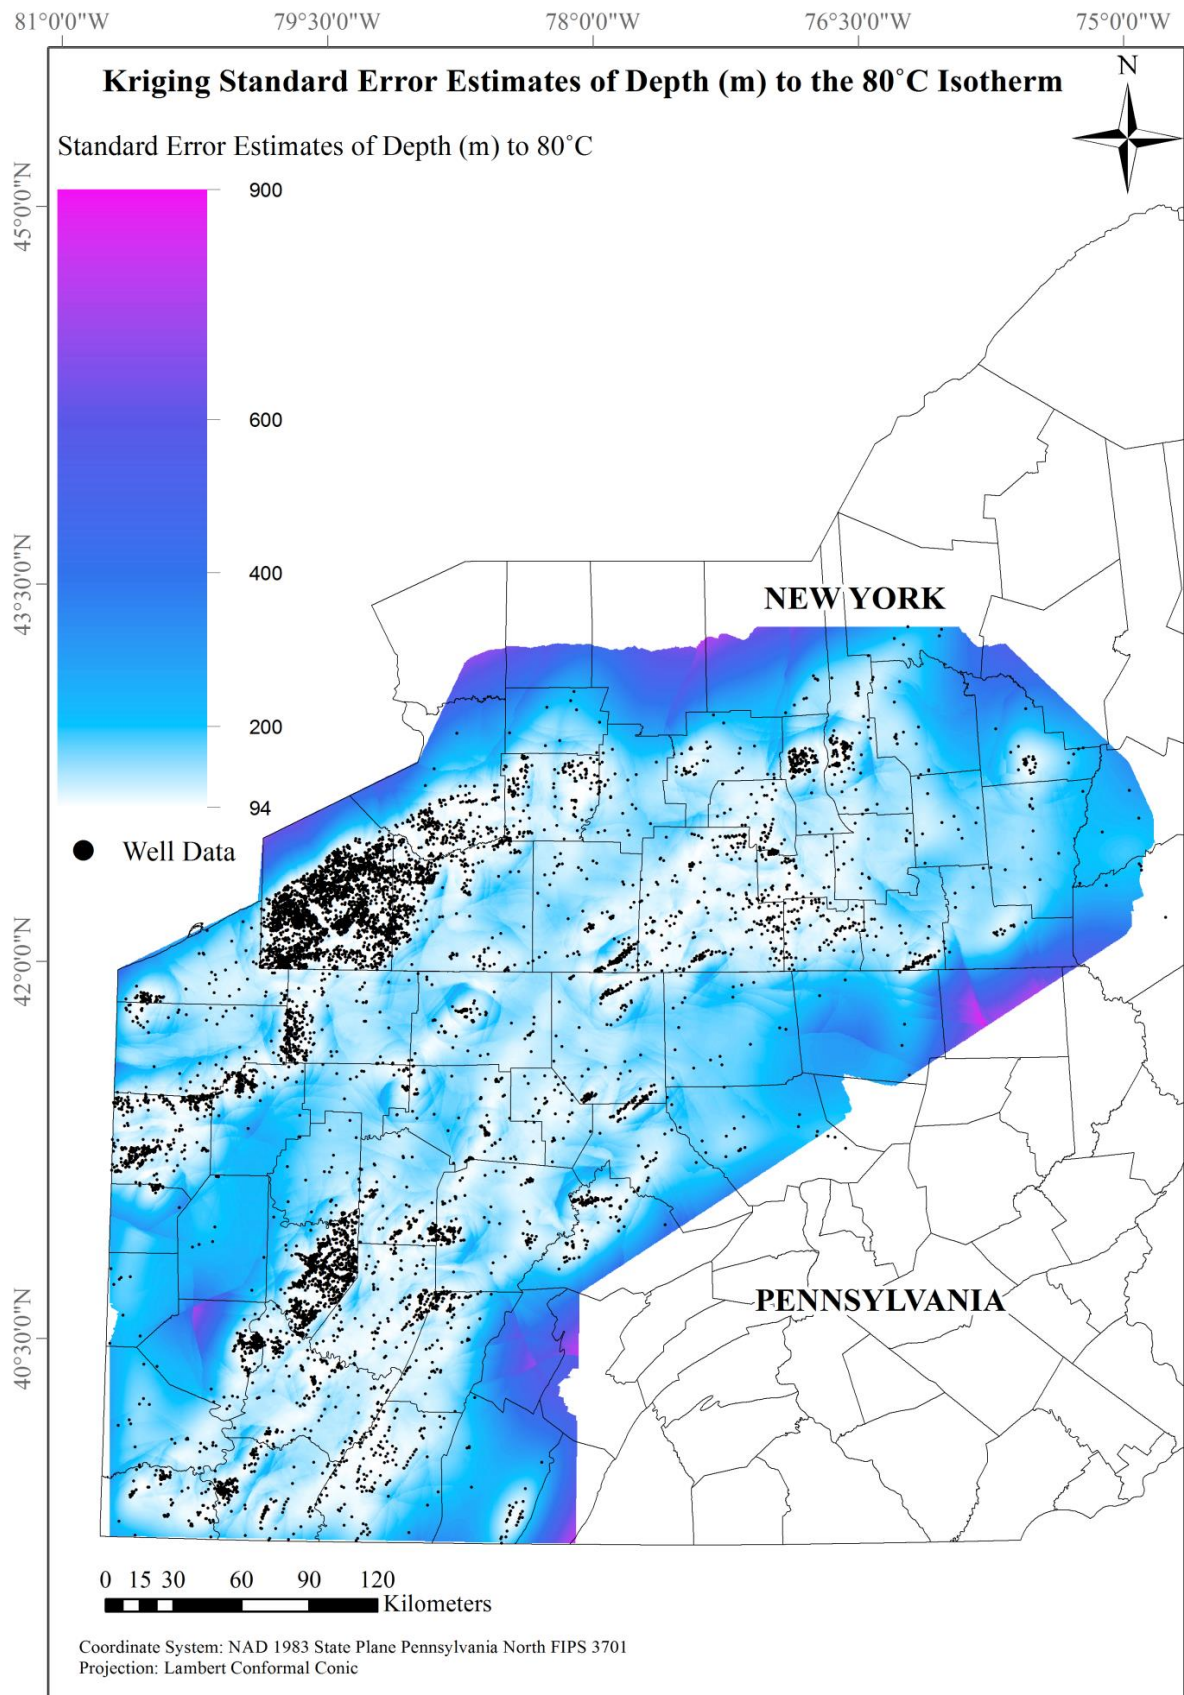 81°0'0"W 79°30'0"W 78°0'0"W 76°30'0"W 75°0'0"W
Kriging Standard Error Estimates of Depth (m) to the 80˚C Isotherm
N
Standard Error Estimates of Depth (m) to 80˚C
900
45°0'0"N
600
400
43°30'0"N
NEW YORK
200
94
Well Data
42°0'0"N
PENNSYLVANIA
40°30'0"N
0 15 30 60 90 120
Kilometers
Coordinate System: NAD 1983 State Plane Pennsylvania North FIPS 3701
Projection: Lambert Conformal Conic